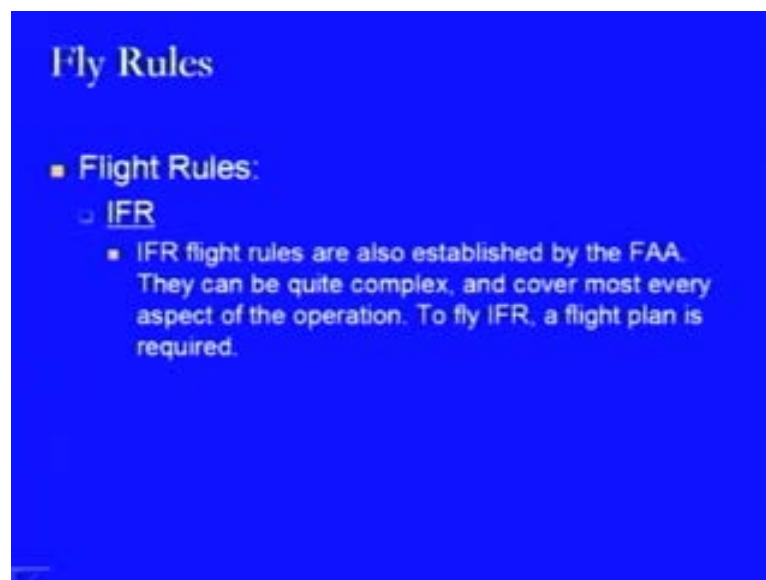 Fly Rules
Flight Rules:
IFR
IFR flight rules are also established by the FAA.
They can be quite complex, and cover most every
aspect of the operation. To fly IFR, a flight plan is
required.